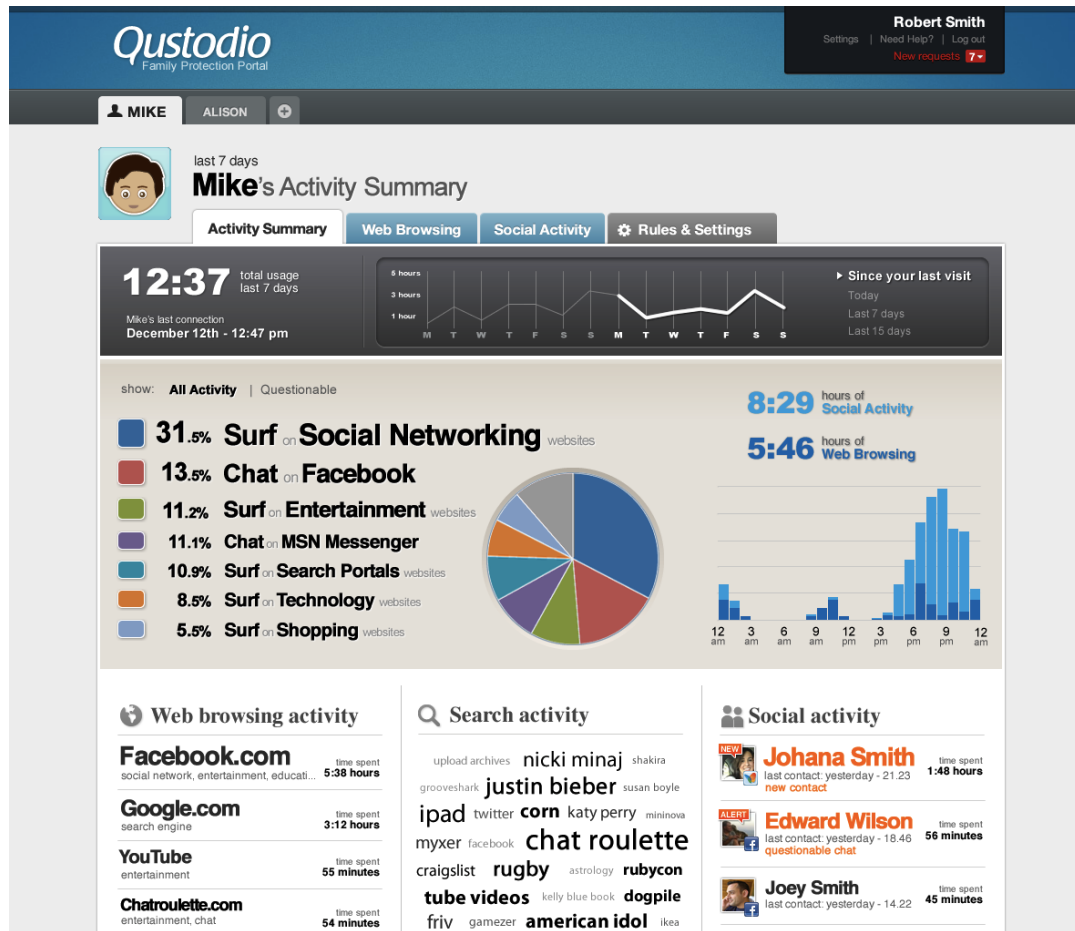 Qustodio
Family Protection Portal
Robert Smith
Settings | Need Help? | Log out
New requests 7
MIKE
ALISON
last 7 days
Mike's Activity Summary
Activity Summary
Web Browsing
Social Activity
Rules & Settings
12:37 total usage
last 7 days
Mike's last connection
December 12th - 12:47 pm
5 hours
3 hours
1 hour
M T W T F S S M T W T F S S
Since your last visit
Today
Last 7 days
Last 15 days
show: All Activity | Questionable
31.5% Surf on Social Networking websites
13.5% Chat on Facebook
11.2% Surf on Entertainment websites
11.1% Chat on MSN Messenger
10.9% Surf on Search Portals websites
8.5% Surf on Technology websites
5.5% Surf on Shopping websites
8:29 hours of
Social Activity
5:46 hours of
Web Browsing
12 3 6 9 12 3 6 9 12
am am am am pm pm pm pm am
Web browsing activity
Facebook.com
social network, entertainment, educati...
time spent
5:38 hours
Google.com
search engine
time spent
3:12 hours
YouTube
entertainment
time spent
55 minutes
Chatroulette.com
entertainment, chat
time spent
54 minutes
Search activity
upload archives nicki minaj shakira
grooveshark justin bieber susan boyle
ipad twitter corn katy perry mininova
myxer facebook chat roulette
craigslist rugby astrology rubycon
tube videos kelly blue book dogpile
friv gamezer american idol ikea
Social activity
NEW
Johana Smith
last contact: yesterday - 21.23
new contact
time spent
1:48 hours
ALERT
Edward Wilson
last contact: yesterday - 18.46
questionable chat
time spent
56 minutes
Joey Smith
last contact: yesterday - 14.22
time spent
45 minutes